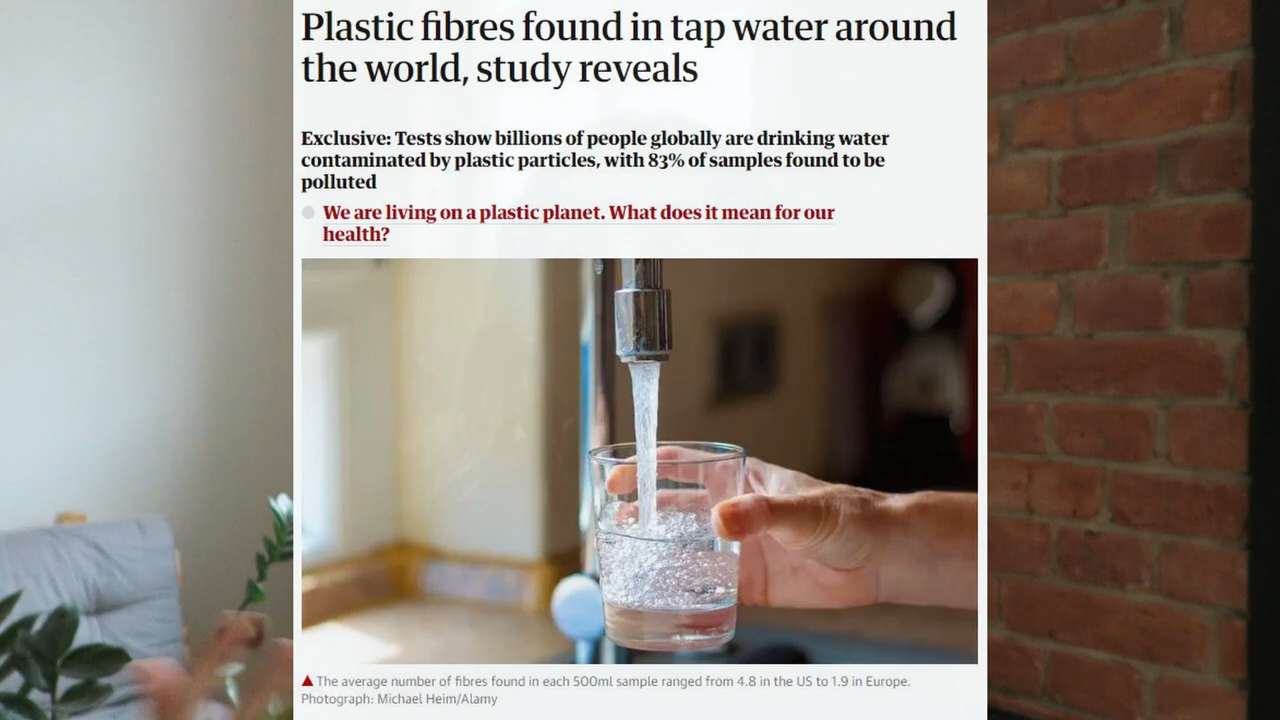 Plastic fibres found in tap water around
the world, study reveals
Exclusive: Tests show billions of people globally are drinking water
contaminated by plastic particles, with 83% of samples found to be
polluted
We are living on a plastic planet. What does it mean for our
health?
The average number of fibres found in each 500ml sample ranged from 4.8 in the US to 1.9 in Europe.
Photograph: Michael Heim/Alamy